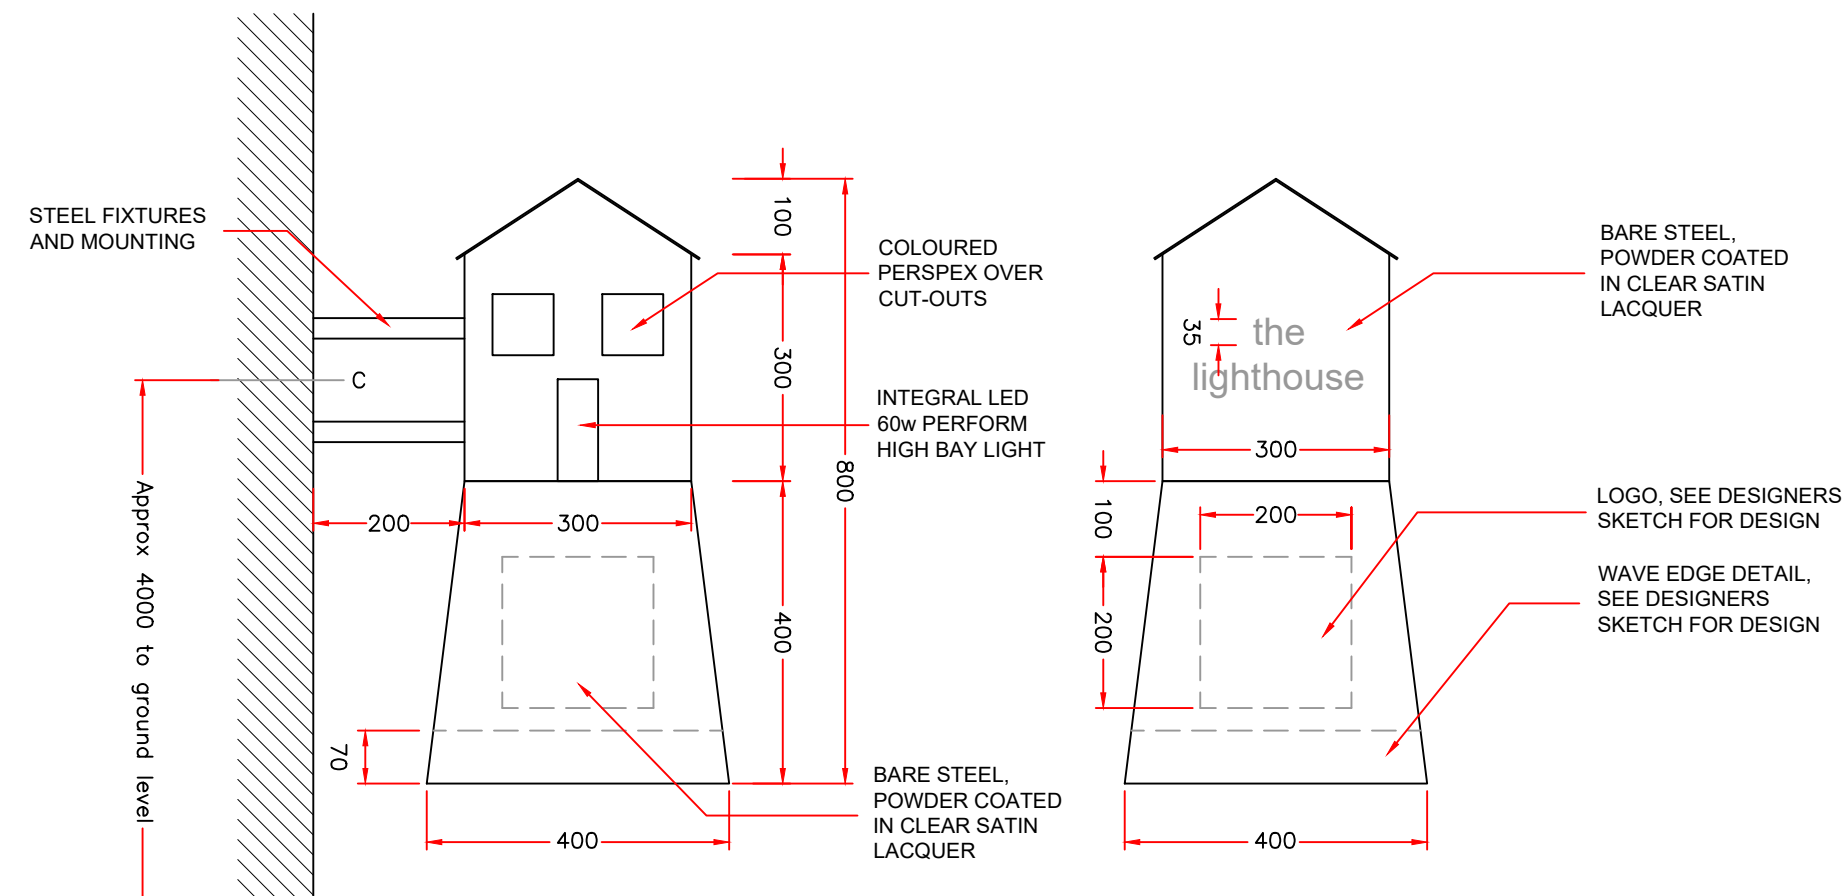 STEEL FIXTURES
AND MOUNTING
C
Approx 4000 to ground level
200
300
70
400
100
300
400
800
COLOURED
PERSPEX OVER
CUT-OUTS
INTEGRAL LED
60w PERFORM
HIGH BAY LIGHT
BARE STEEL,
POWDER COATED
IN CLEAR SATIN
LACQUER
35
the
lighthouse
300
100
200
200
400
BARE STEEL,
POWDER COATED
IN CLEAR SATIN
LACQUER
LOGO, SEE DESIGNERS
SKETCH FOR DESIGN
WAVE EDGE DETAIL,
SEE DESIGNERS
SKETCH FOR DESIGN